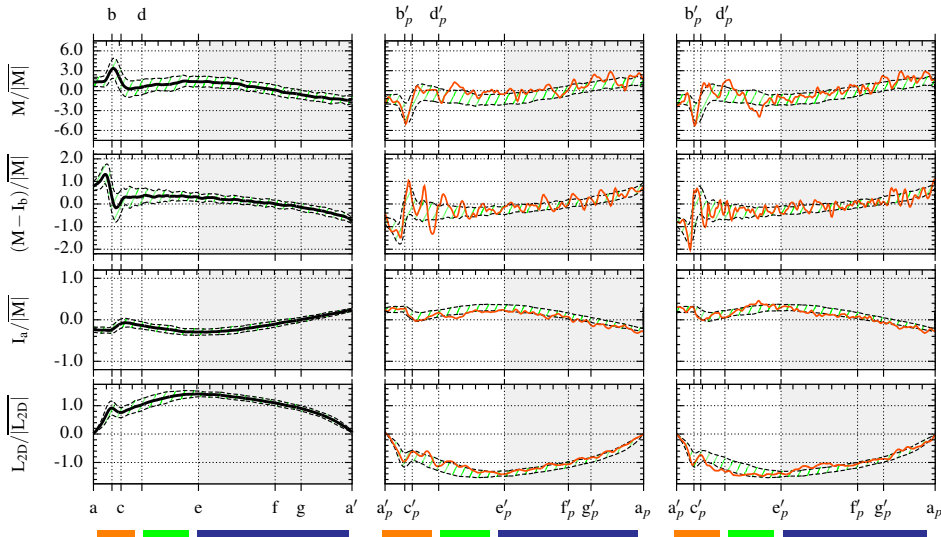 b d b′p d′p b′p d′p
M/|M|
6.0
3.0
0.0
-3.0
-6.0
(M − Ib)/|M|
2.0
1.0
0.0
-1.0
-2.0
Ia/|M|
1.0
0.0
-1.0
L2D/|L2D|
1.0
0.0
-1.0
a c e f g a′ a′p c′p e′p f′p g′p ap a′p c′p e′p f′p g′p ap